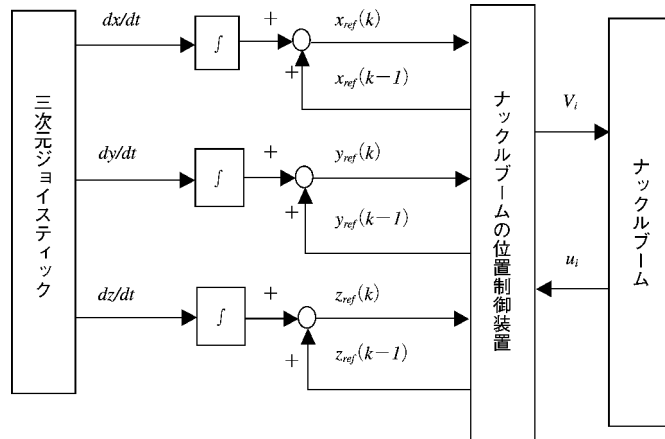 三次元ジョイスティック
dx/dt
∫
+
+
x_ref(k)
x_ref(k−1)
dy/dt
∫
+
+
y_ref(k)
y_ref(k−1)
dz/dt
∫
+
+
z_ref(k)
z_ref(k−1)
ナックルブームの位置制御装置
V_i
u_i
ナックルブーム